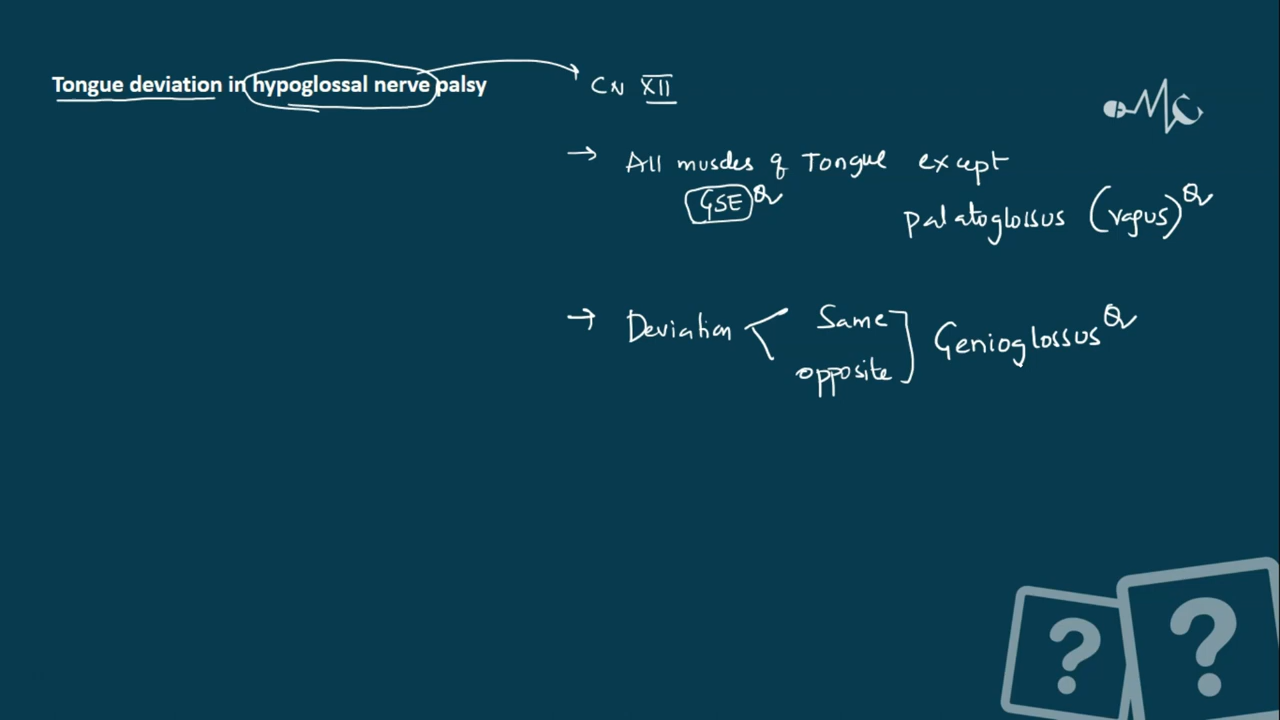 Tongue deviation in hypoglossal nerve palsy
CN XII
→ All muscles of Tongue except
GSE Q
palatoglossus (vagus) Q
→ Deviation < Same
opposite ] Genioglossus Q
MC
? ?